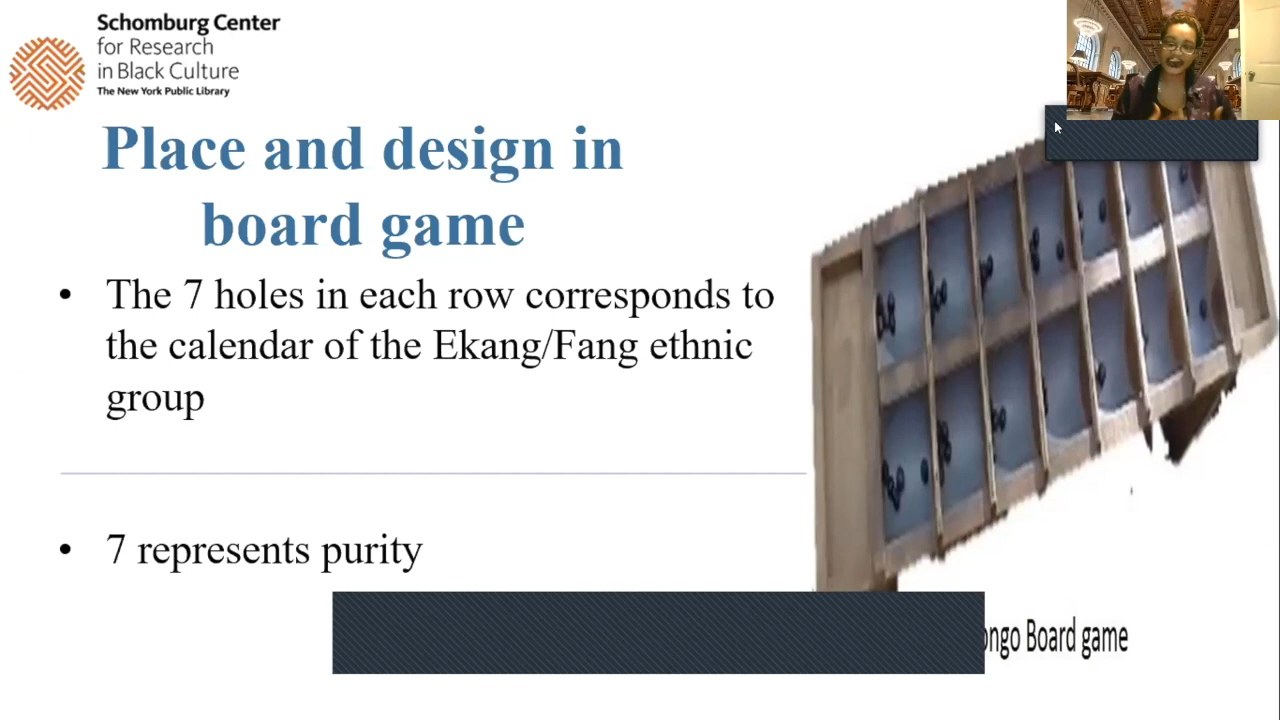 Schomburg Center
for Research
in Black Culture
The New York Public Library
Place and design in
board game
• The 7 holes in each row corresponds to
the calendar of the Ekang/Fang ethnic
group
• 7 represents purity
Board game